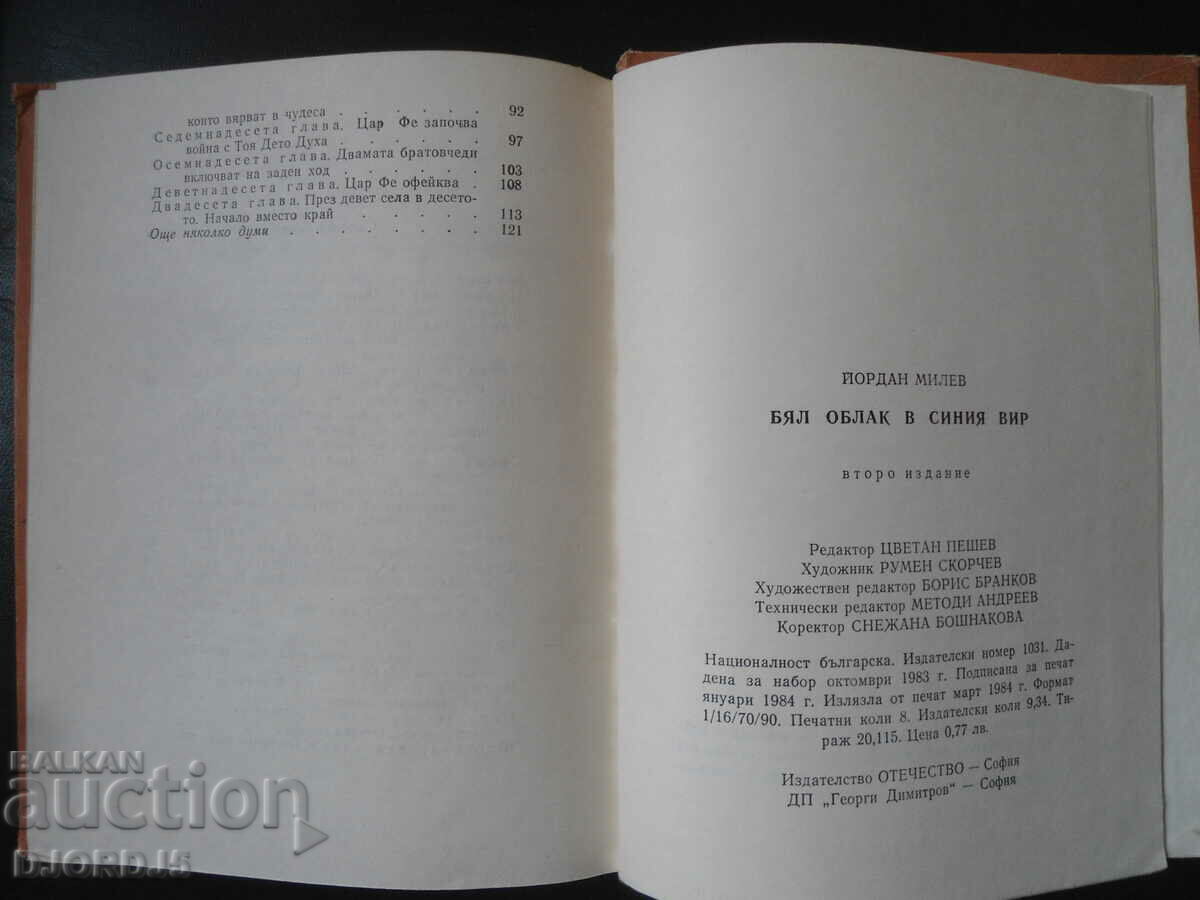 които вярват в чудеса . . . . . . 92
Седемнадесета глава. Цар Фе започва
война с Тоя Дето Духа . . . . . 97
Осемнадесета глава. Двамата братовчеди
включват на заден ход . . . . . 103
Деветнадесета глава. Цар Фе офейква . 108
Двадесета глава. През девет села в десето-
то. Начало вместо край . . . . . 113
Още няколко думи . . . . . . . . 121
ЙОРДАН МИЛЕВ
БЯЛ ОБЛАК В СИНИЯ ВИР
второ издание
Редактор ЦВЕТАН ПЕШЕВ
Художник РУМЕН СКОРЧЕВ
Художествен редактор БОРИС БРАНКОВ
Технически редактор МЕТОДИ АНДРЕЕВ
Коректор СНЕЖАНА БОШНАКОВА
Националност българска. Издателски номер 1031. Да-
дена за набор октомври 1983 г. Подписана за печат
януари 1984 г. Излязла от печат март 1984 г. Формат
1/16/70/90. Печатни коли 8. Издателски коли 9,34. Ти-
раж 20,115. Цена 0,77 лв.
Издателство ОТЕЧЕСТВО — София
ДП „Георги Димитров“ — София
BALKAN
auction
DJORDJ5